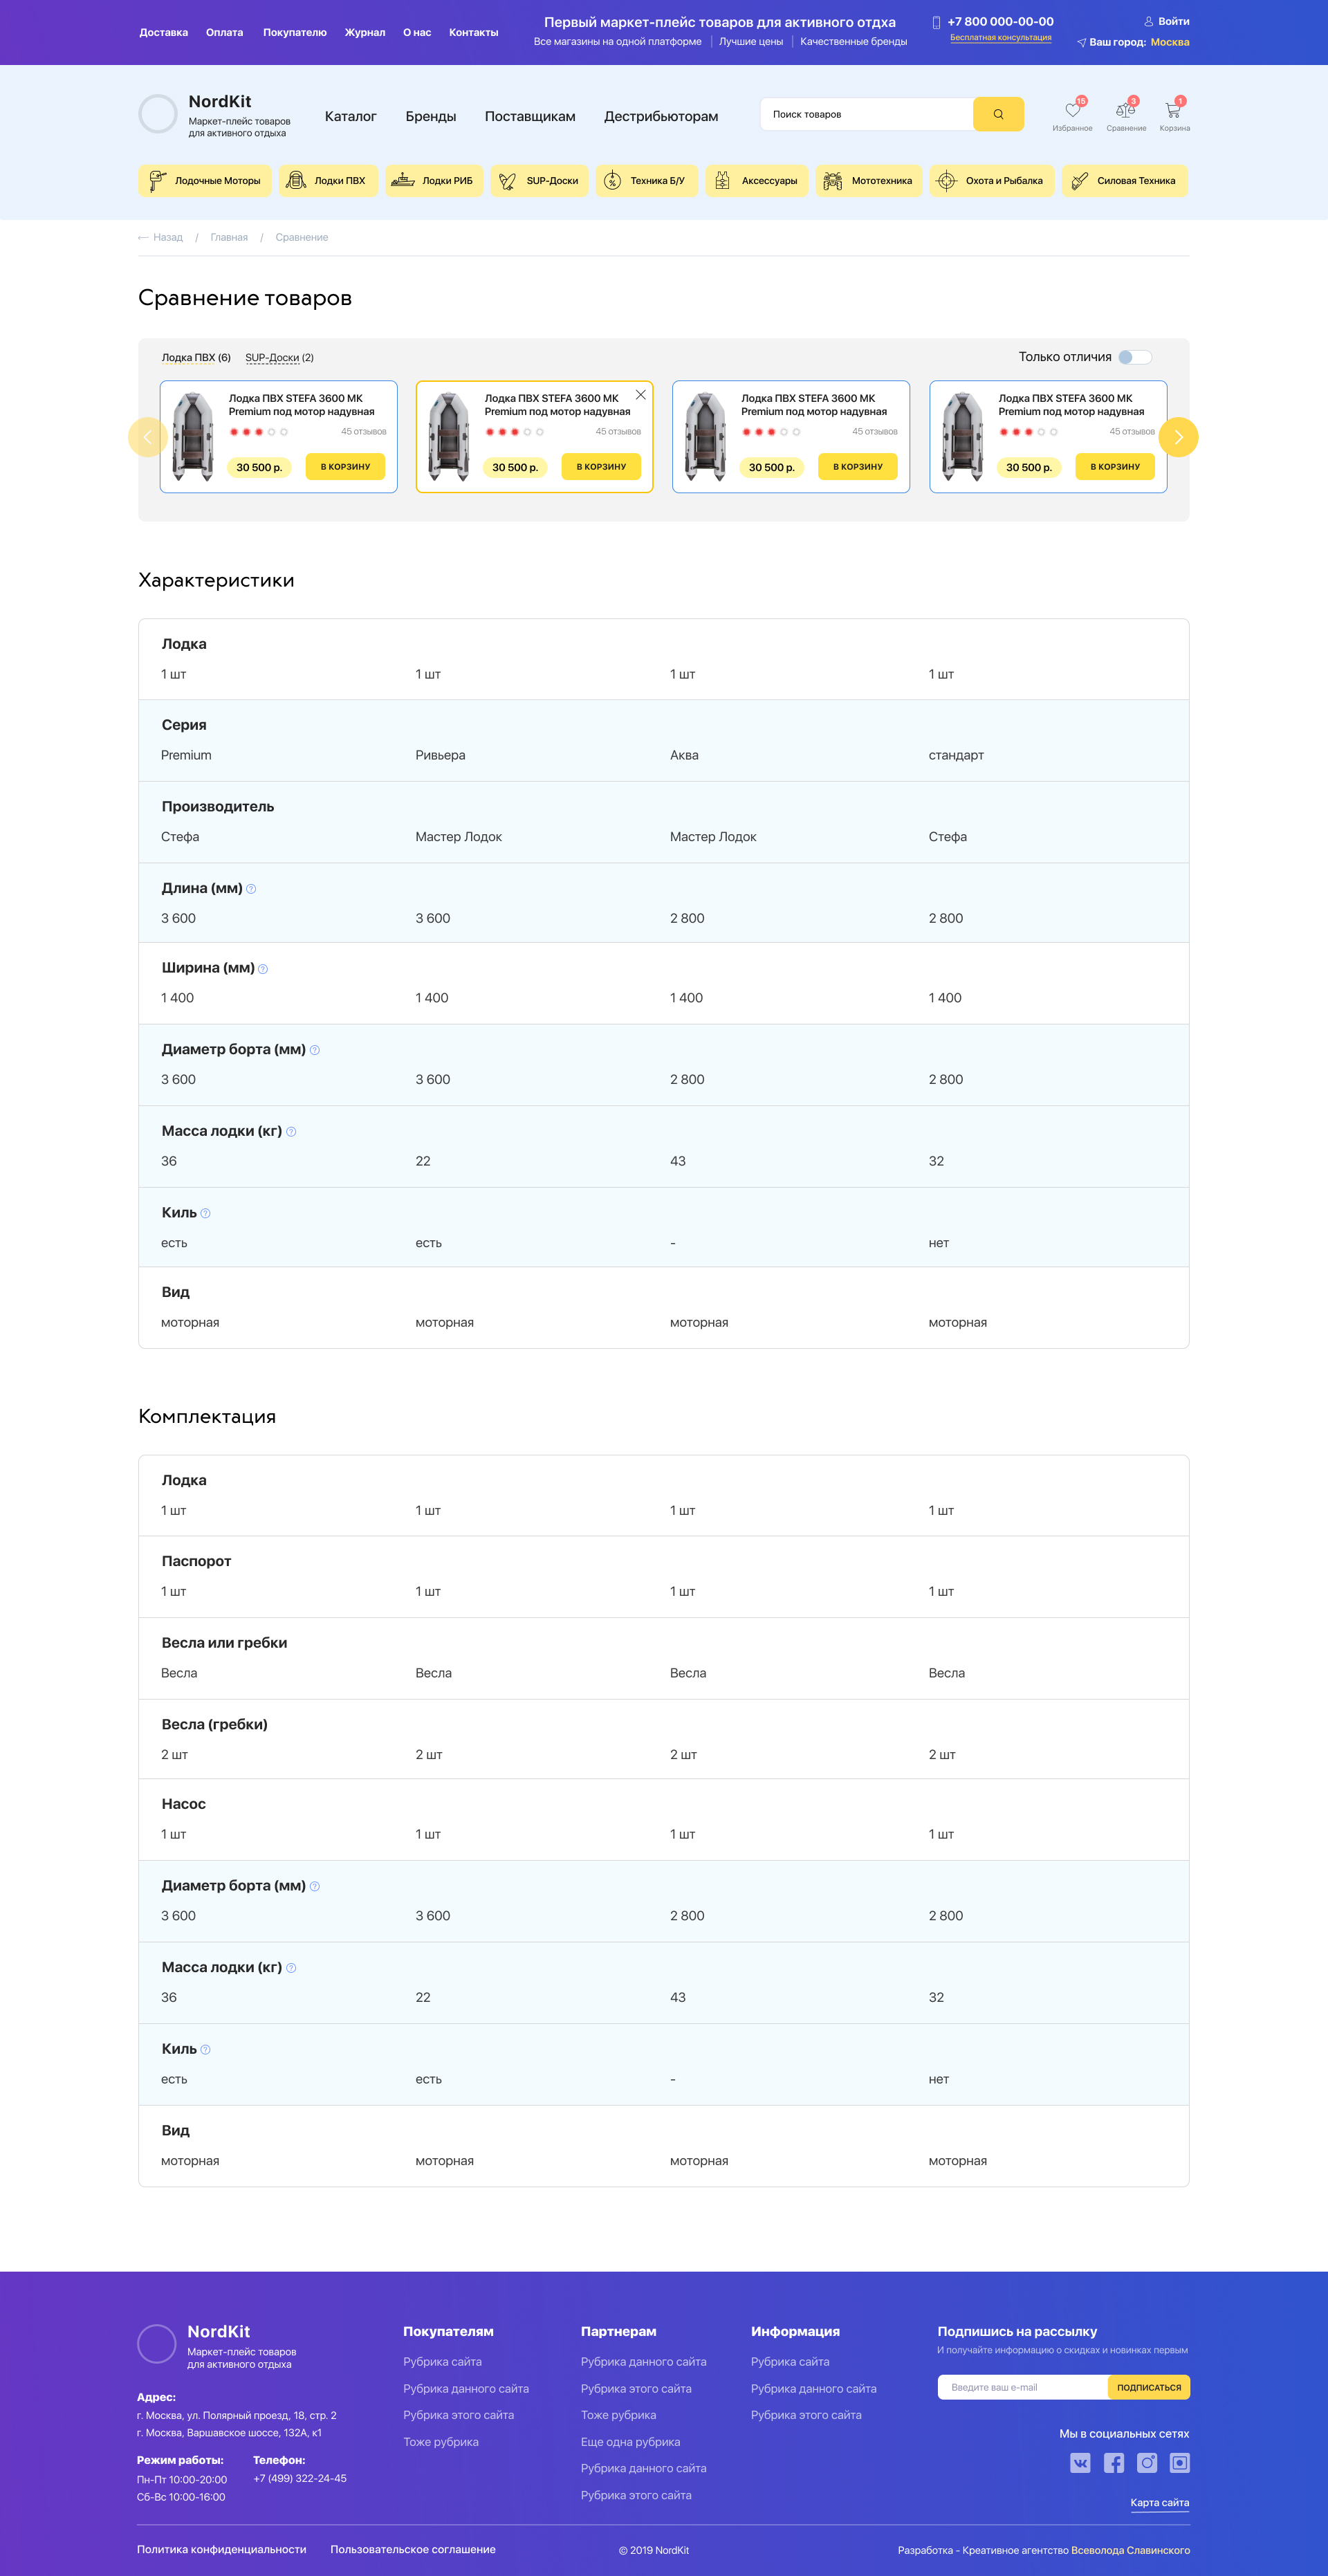 Доставка Оплата Покупателю Журнал О нас Контакты
Первый маркет-плейс товаров для активного отдха
Все магазины на одной платформе | Лучшие цены | Качественные бренды
+7 800 000-00-00
Бесплатная консультация
Войти
Ваш город: Москва
NordKit
Маркет-плейс товаров
для активного отдыха
Каталог Бренды Поставщикам Дестрибьюторам
Поиск товаров
15 3 1
Избранное Сравнение Корзина
Лодочные Моторы Лодки ПВХ Лодки РИБ SUP-Доски Техника Б/У Аксессуары Мототехника Охота и Рыбалка Силовая Техника
Назад / Главная / Сравнение
Сравнение товаров
Лодка ПВХ (6) SUP-Доски (2)
Только отличия
Лодка ПВХ STEFA 3600 МК
Premium под мотор надувная
45 отзывов
30 500 р. В КОРЗИНУ
Лодка ПВХ STEFA 3600 МК
Premium под мотор надувная
45 отзывов
30 500 р. В КОРЗИНУ
Лодка ПВХ STEFA 3600 МК
Premium под мотор надувная
45 отзывов
30 500 р. В КОРЗИНУ
Лодка ПВХ STEFA 3600 МК
Premium под мотор надувная
45 отзывов
30 500 р. В КОРЗИНУ
Характеристики
Лодка
1 шт 1 шт 1 шт 1 шт
Серия
Premium Ривьера Аква стандарт
Производитель
Стефа Мастер Лодок Мастер Лодок Стефа
Длина (мм) ?
3 600 3 600 2 800 2 800
Ширина (мм) ?
1 400 1 400 1 400 1 400
Диаметр борта (мм) ?
3 600 3 600 2 800 2 800
Масса лодки (кг) ?
36 22 43 32
Киль ?
есть есть - нет
Вид
моторная моторная моторная моторная
Комплектация
Лодка
1 шт 1 шт 1 шт 1 шт
Паспорот
1 шт 1 шт 1 шт 1 шт
Весла или гребки
Весла Весла Весла Весла
Весла (гребки)
2 шт 2 шт 2 шт 2 шт
Насос
1 шт 1 шт 1 шт 1 шт
Диаметр борта (мм) ?
3 600 3 600 2 800 2 800
Масса лодки (кг) ?
36 22 43 32
Киль ?
есть есть - нет
Вид
моторная моторная моторная моторная
NordKit
Маркет-плейс товаров
для активного отдыха
Адрес:
г. Москва, ул. Полярный проезд, 18, стр. 2
г. Москва, Варшавское шоссе, 132А, к1
Режим работы:
Пн-Пт 10:00-20:00
Сб-Вс 10:00-16:00
Телефон:
+7 (499) 322-24-45
Покупателям
Рубрика сайта
Рубрика данного сайта
Рубрика этого сайта
Тоже рубрика
Партнерам
Рубрика данного сайта
Рубрика этого сайта
Тоже рубрика
Еще одна рубрика
Рубрика данного сайта
Рубрика этого сайта
Информация
Рубрика сайта
Рубрика данного сайта
Рубрика этого сайта
Подпишись на рассылку
И получайте информацию о скидках и новинках первым
Введите ваш e-mail ПОДПИСАТЬСЯ
Мы в социальных сетях
Карта сайта
Политика конфиденциальности Пользовательское соглашение © 2019 NordKit Разработка - Креативное агентство Всеволода Славинского